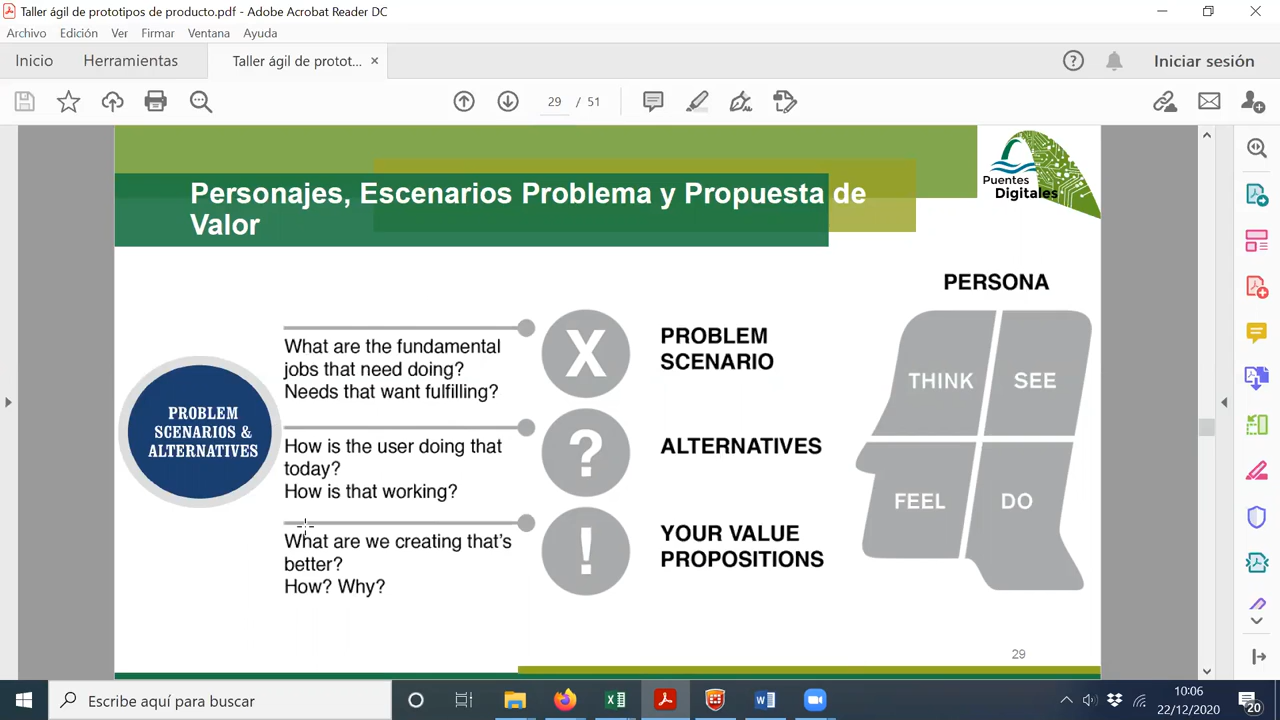 Taller ágil de prototipos de producto.pdf - Adobe Acrobat Reader DC
Archivo Edición Ver Firmar Ventana Ayuda
Inicio Herramientas Taller ágil de protot... × Iniciar sesión
29 / 51
Puentes
Digitales
Personajes, Escenarios Problema y Propuesta de
Valor
PERSONA
THINK SEE
FEEL DO
PROBLEM
SCENARIOS &
ALTERNATIVES
What are the fundamental
jobs that need doing?
Needs that want fulfilling?
X
PROBLEM
SCENARIO
How is the user doing that
today?
How is that working?
?
ALTERNATIVES
What are we creating that's
better?
How? Why?
!
YOUR VALUE
PROPOSITIONS
29
Escribe aquí para buscar
10:06
22/12/2020
20